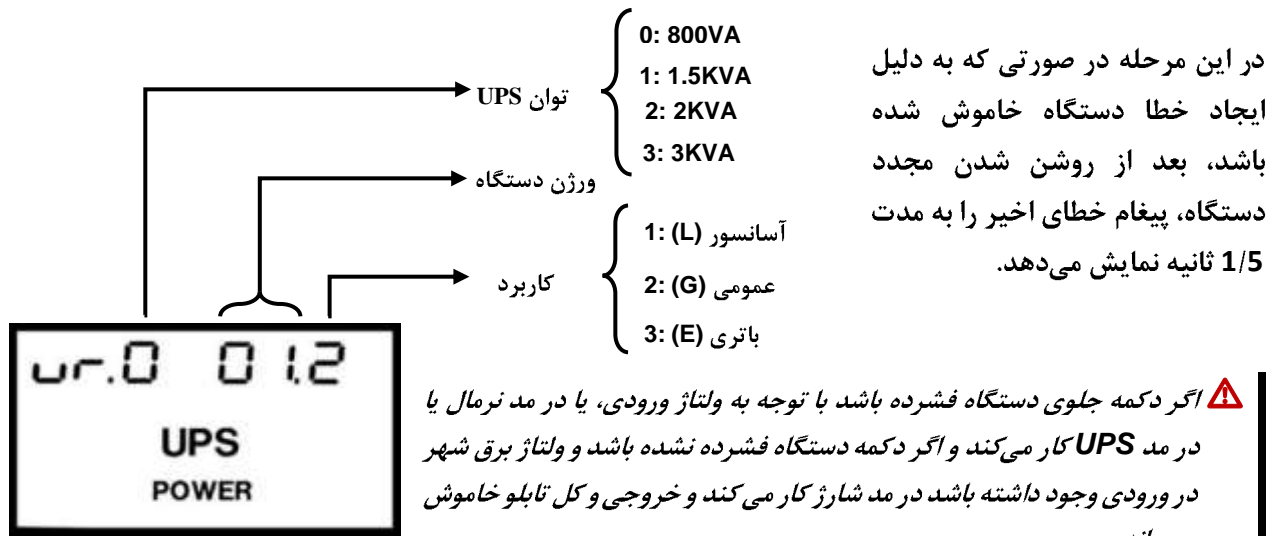 در این مرحله در صورتی که به دلیل
ایجاد خطا دستگاه خاموش شده
باشد، بعد از روشن شدن مجدد
دستگاه، پیغام خطای اخیر را به مدت
1/5 ثانیه نمایش می‌دهد.
توان UPS
0: 800VA
1: 1.5KVA
2: 2KVA
3: 3KVA
ورژن دستگاه
کاربرد
1: (L) آسانسور
2: (G) عمومی
3: (E) باتری
ur.0 01.2
UPS
POWER
اگر دکمه جلوی دستگاه فشرده باشد با توجه به ولتاژ ورودی، یا در مد نرمال یا
در مد UPS کار می‌کند و اگر دکمه دستگاه فشرده نشده باشد و ولتاژ برق شهر
در ورودی وجود داشته باشد در مد شارژ کار می کند و خروجی و کل تابلو خاموش